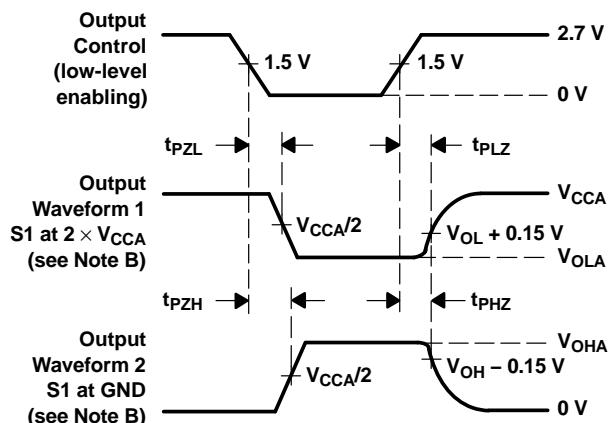 Output
Control
(low-level
enabling)
1.5 V
1.5 V
2.7 V
0 V
tPZL
tPLZ
Output
Waveform 1
S1 at 2 × VCCA
(see Note B)
VCCA/2
VCCA
VOL + 0.15 V
VOLA
tPZH
tPHZ
Output
Waveform 2
S1 at GND
(see Note B)
VCCA/2
VOHA
VOH − 0.15 V
0 V